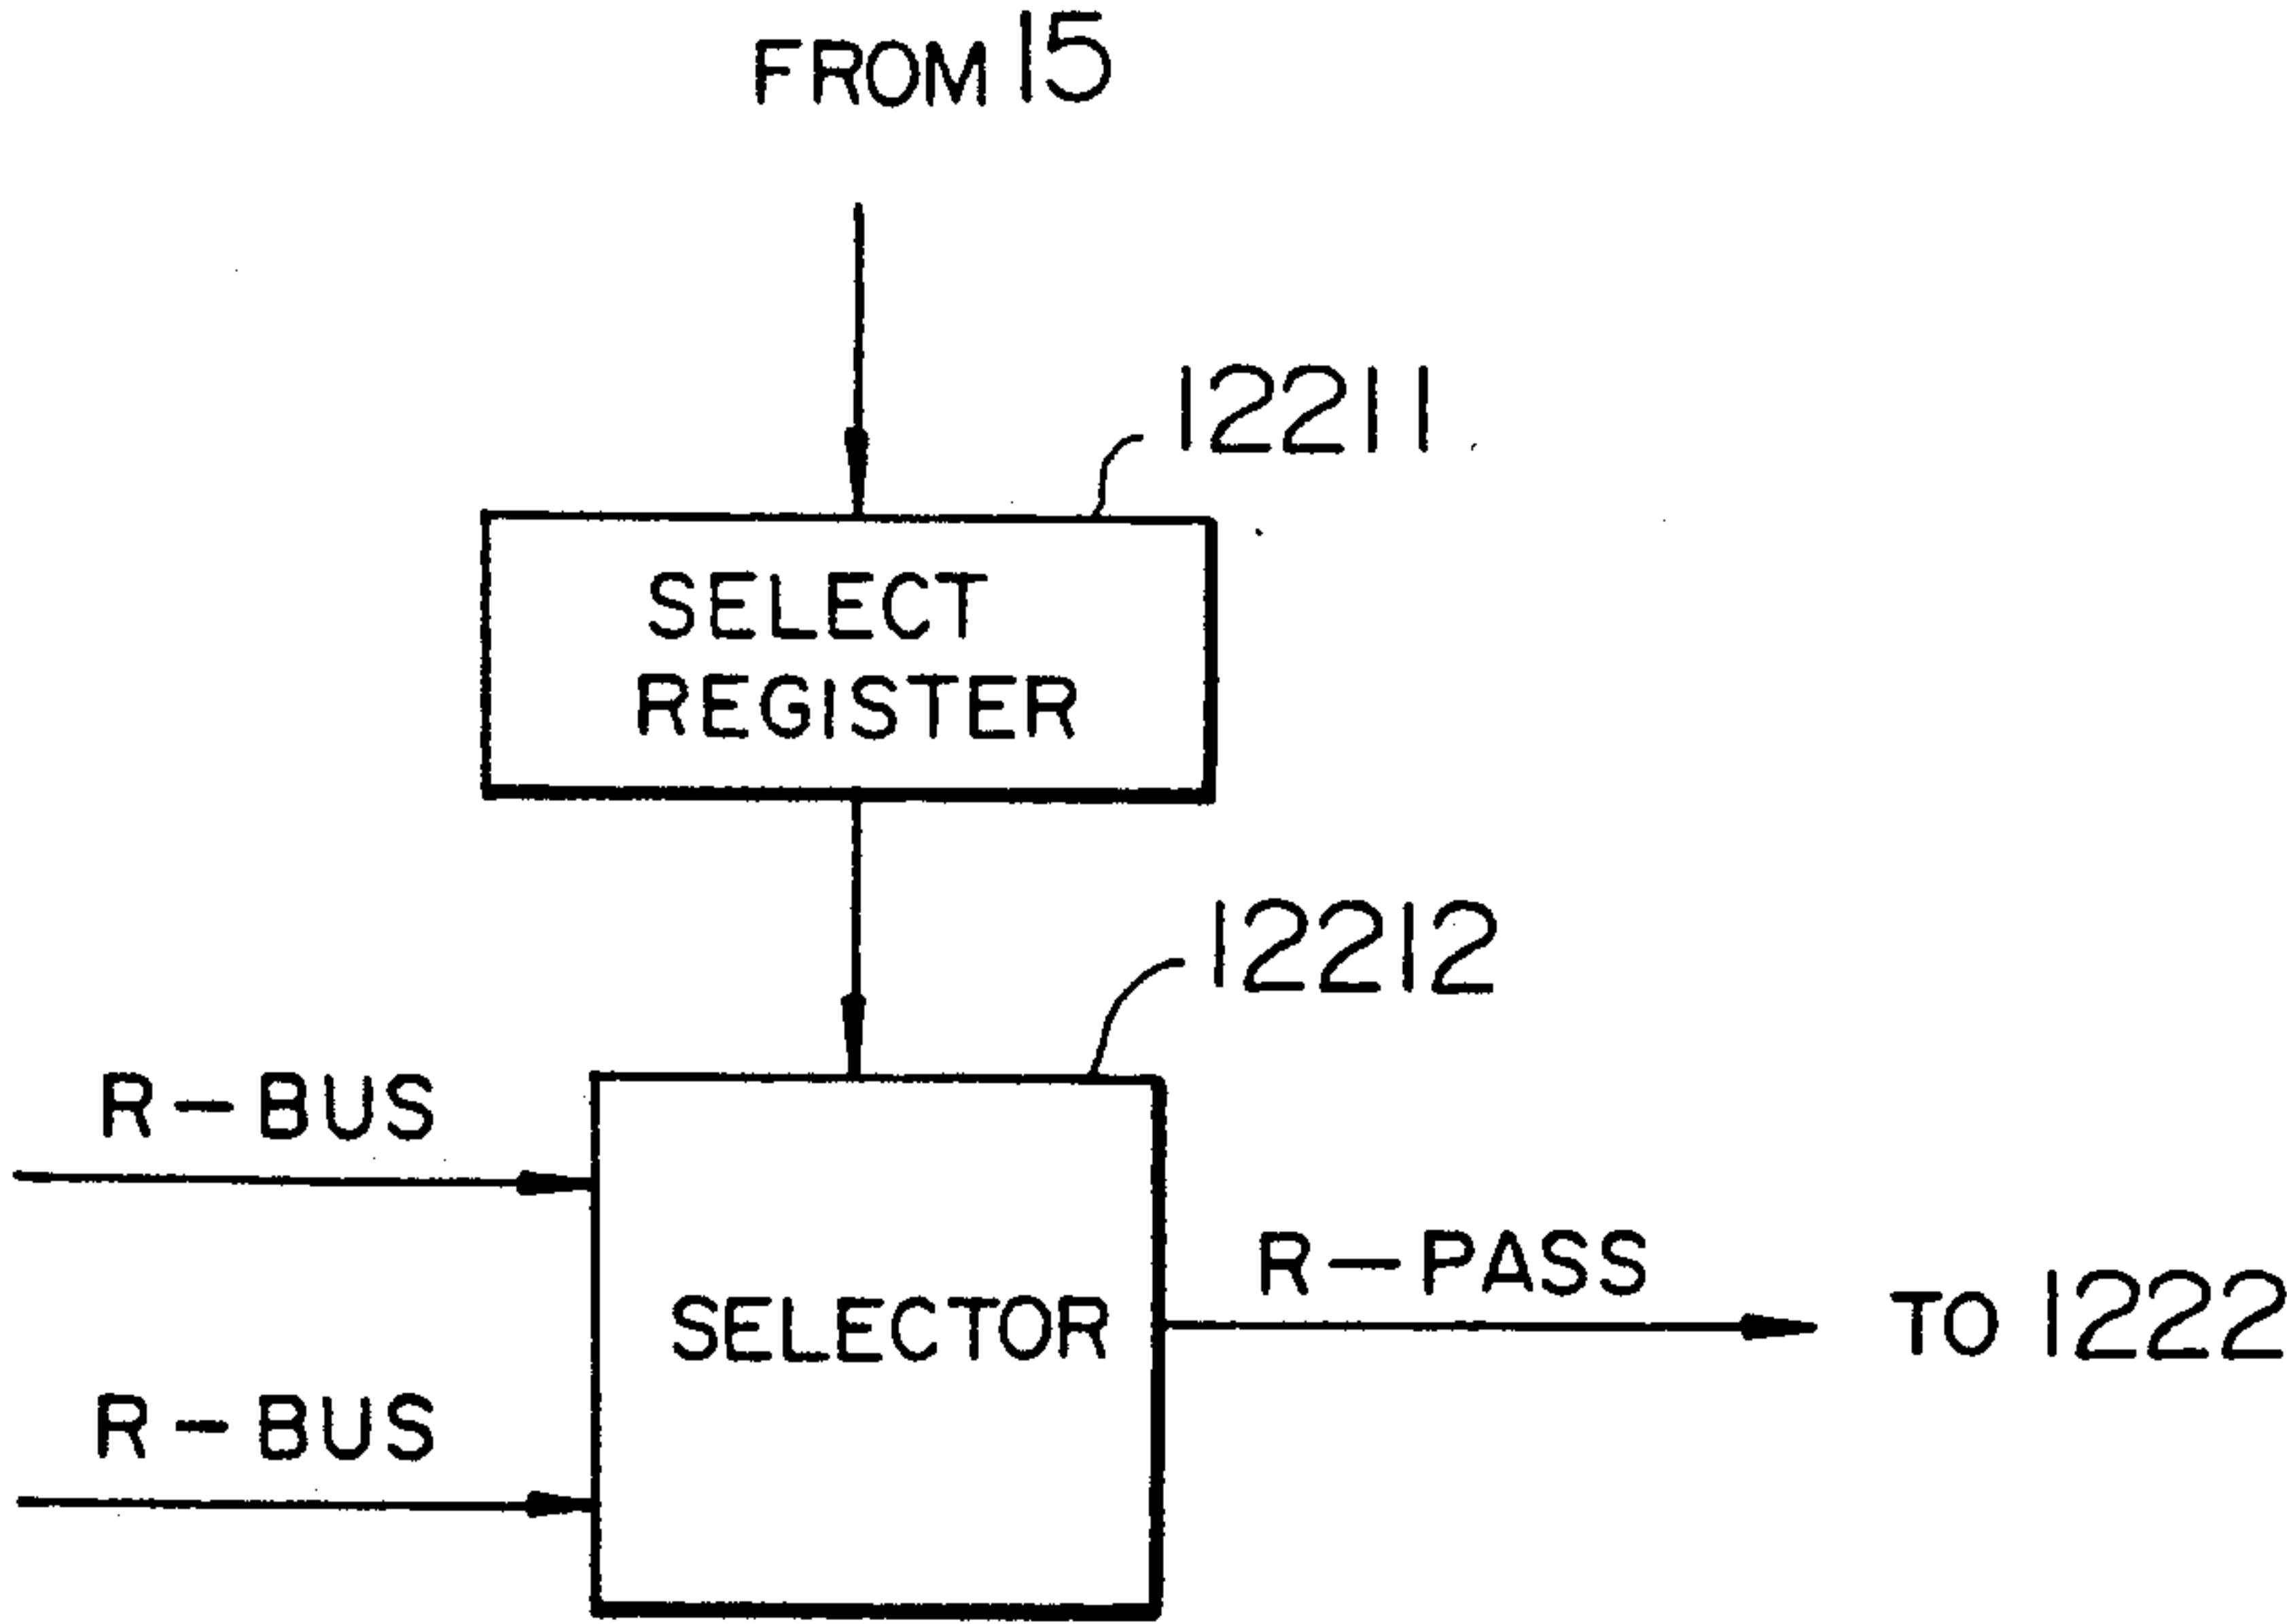 FROM 15
12211
SELECT
REGISTER
12212
R-BUS
R-PASS
SELECTOR
TO 1222
R-BUS